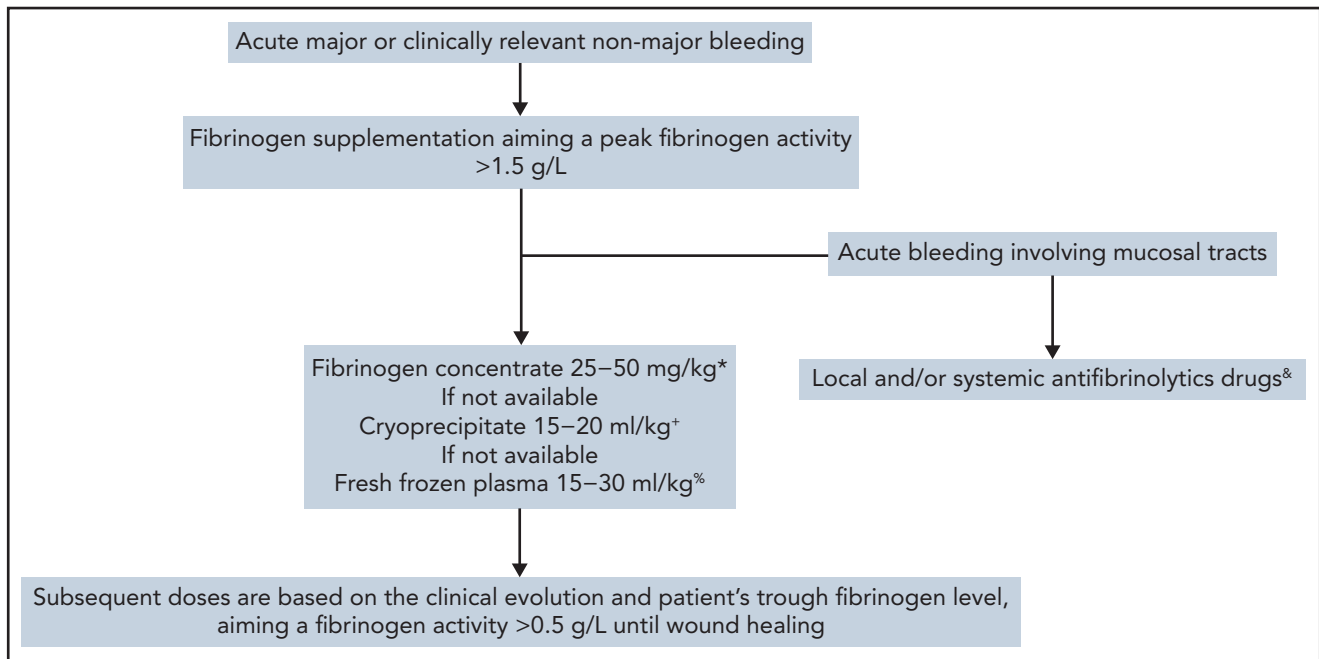 Acute major or clinically relevant non-major bleeding
Fibrinogen supplementation aiming a peak fibrinogen activity
>1.5 g/L
Acute bleeding involving mucosal tracts
Local and/or systemic antifibrinolytics drugs&
Fibrinogen concentrate 25–50 mg/kg*
If not available
Cryoprecipitate 15–20 ml/kg+
If not available
Fresh frozen plasma 15–30 ml/kg%
Subsequent doses are based on the clinical evolution and patient’s trough fibrinogen level,
aiming a fibrinogen activity >0.5 g/L until wound healing